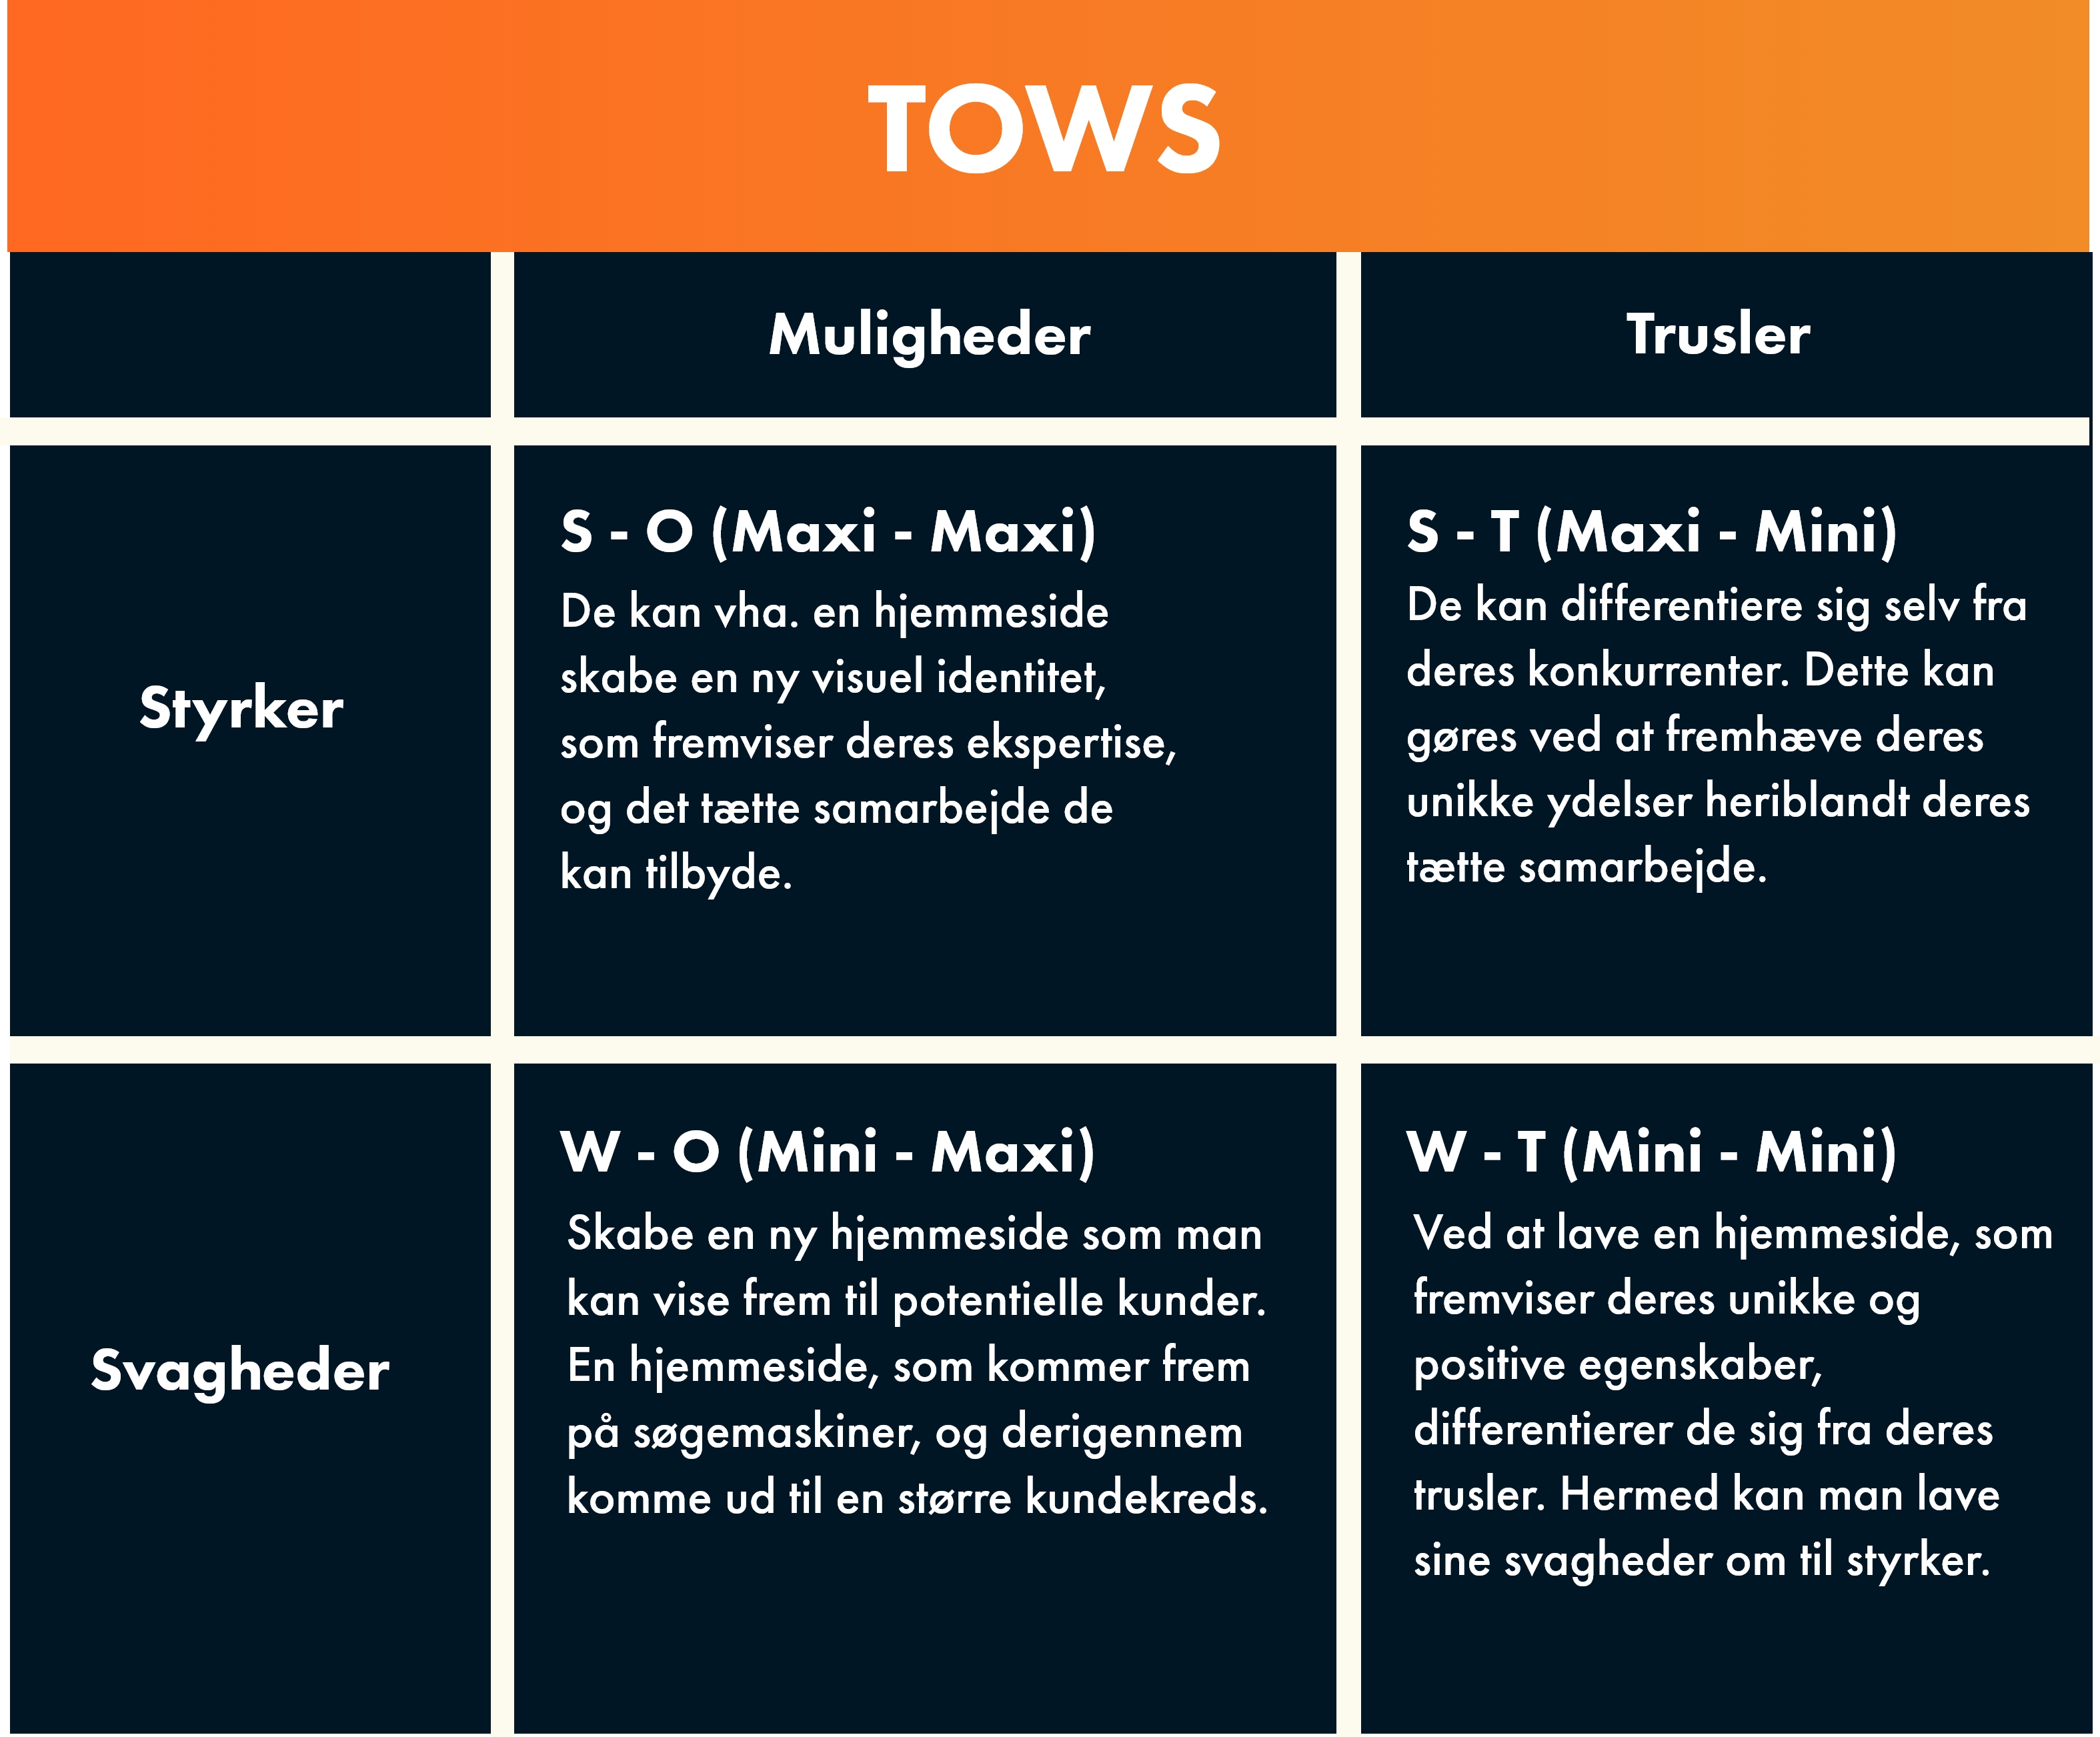 TOWS
Muligheder
Trusler
Styrker
S - O (Maxi - Maxi)
De kan vha. en hjemmeside
skabe en ny visuel identitet,
som fremviser deres ekspertise,
og det tætte samarbejde de
kan tilbyde.
S - T (Maxi - Mini)
De kan differentiere sig selv fra
deres konkurrenter. Dette kan
gøres ved at fremhæve deres
unikke ydelser heriblandt deres
tætte samarbejde.
Svagheder
W - O (Mini - Maxi)
Skabe en ny hjemmeside som man
kan vise frem til potentielle kunder.
En hjemmeside, som kommer frem
på søgemaskiner, og derigennem
komme ud til en større kundekreds.
W - T (Mini - Mini)
Ved at lave en hjemmeside, som
fremviser deres unikke og
positive egenskaber,
differentierer de sig fra deres
trusler. Hermed kan man lave
sine svagheder om til styrker.